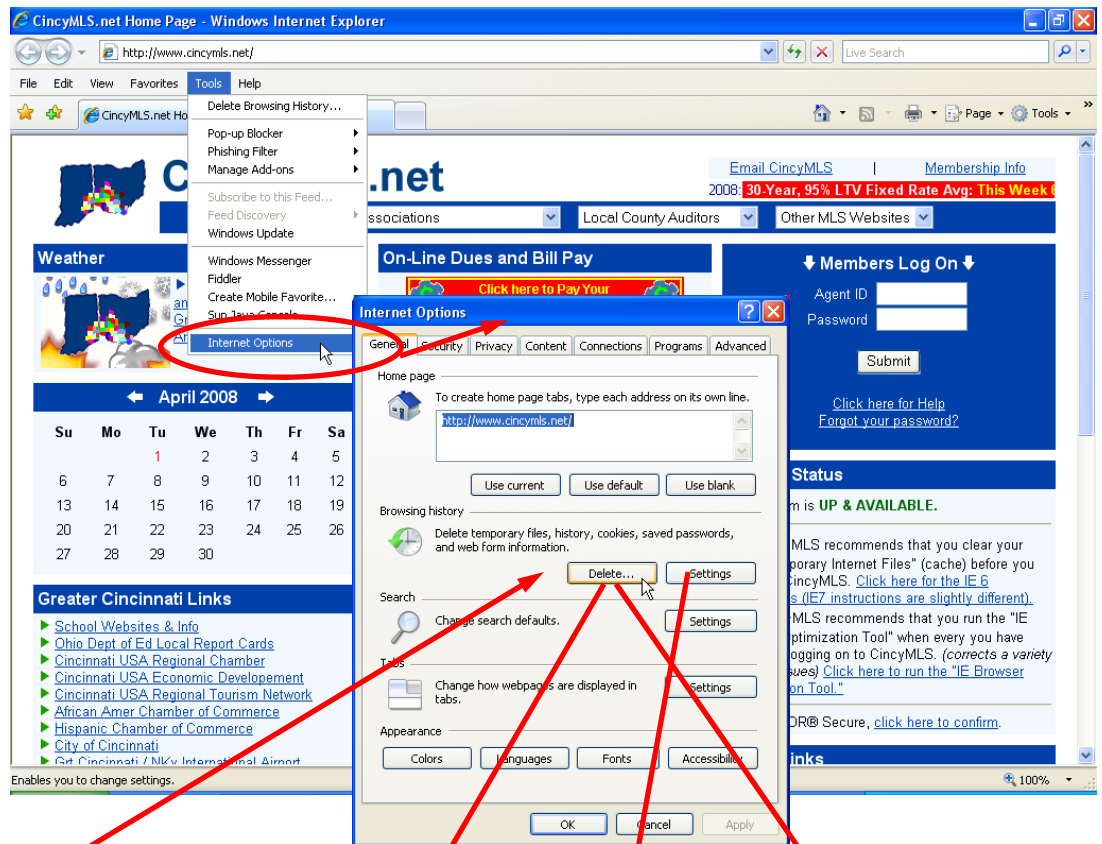 CincyMLS.net Home Page - Windows Internet Explorer
http://www.cincymls.net/
Live Search
File Edit View Favorites Tools Help
CincyMLS.net Ho
Page Tools »
Delete Browsing History...
Pop-up Blocker
Phishing Filter
Manage Add-ons
Subscribe to this Feed...
Feed Discovery
Windows Update
Windows Messenger
Fiddler
Create Mobile Favorite...
Sun Java Console
Internet Options
C
.net
Email CincyMLS | Membership Info
2008: 30-Year, 95% LTV Fixed Rate Avg: This Week
ssociations
Local County Auditors
Other MLS Websites
Weather
an
Gr
On-Line Dues and Bill Pay
Click here to Pay Your
Members Log On
Agent ID
Password
Submit
Click here for Help
Forgot your password?
April 2008
Su Mo Tu We Th Fr Sa
1 2 3 4 5
6 7 8 9 10 11 12
13 14 15 16 17 18 19
20 21 22 23 24 25 26
27 28 29 30
Greater Cincinnati Links
School Websites & Info
Ohio Dept of Ed Local Report Cards
Cincinnati USA Regional Chamber
Cincinnati USA Economic Developement
Cincinnati USA Regional Tourism Network
African Amer Chamber of Commerce
Hispanic Chamber of Commerce
City of Cincinnati
Grt Cincinnati / NKy International Airport
Internet Options
General Security Privacy Content Connections Programs Advanced
Home page
To create home page tabs, type each address on its own line.
http://www.cincymls.net/
Use current Use default Use blank
Browsing history
Delete temporary files, history, cookies, saved passwords,
and web form information.
Delete... Settings
Search
Change search defaults.
Settings
Tabs
Change how webpages are displayed in
tabs.
Settings
Appearance
Colors Languages Fonts Accessibility
OK Cancel Apply
Status
m is UP & AVAILABLE.
MLS recommends that you clear your
porary Internet Files" (cache) before you
CincyMLS. Click here for the IE 6
s (IE7 instructions are slightly different).
MLS recommends that you run the "IE
ptimization Tool" when every you have
ogging on to CincyMLS. (corrects a variety
ues) Click here to run the "IE Browser
on Tool."
OR® Secure, click here to confirm.
inks
Enables you to change settings.
100%